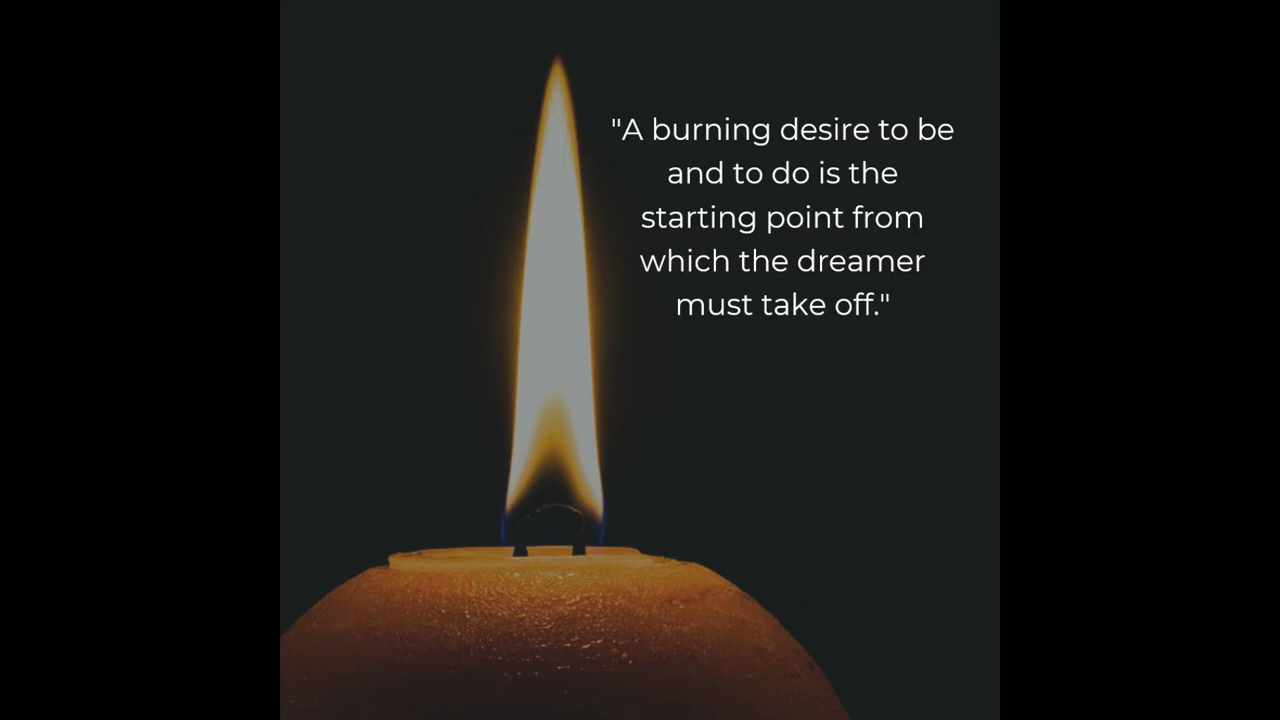 "A burning desire to be
and to do is the
starting point from
which the dreamer
must take off."